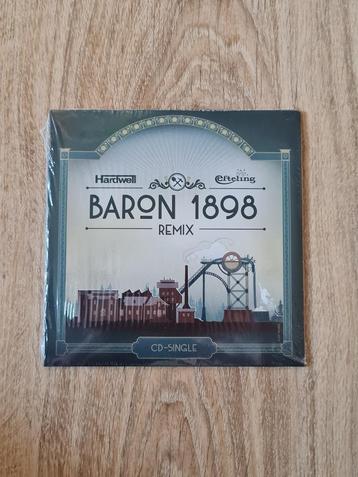 Hardwell Efteling
BARON 1898
REMIX
CD-SINGLE